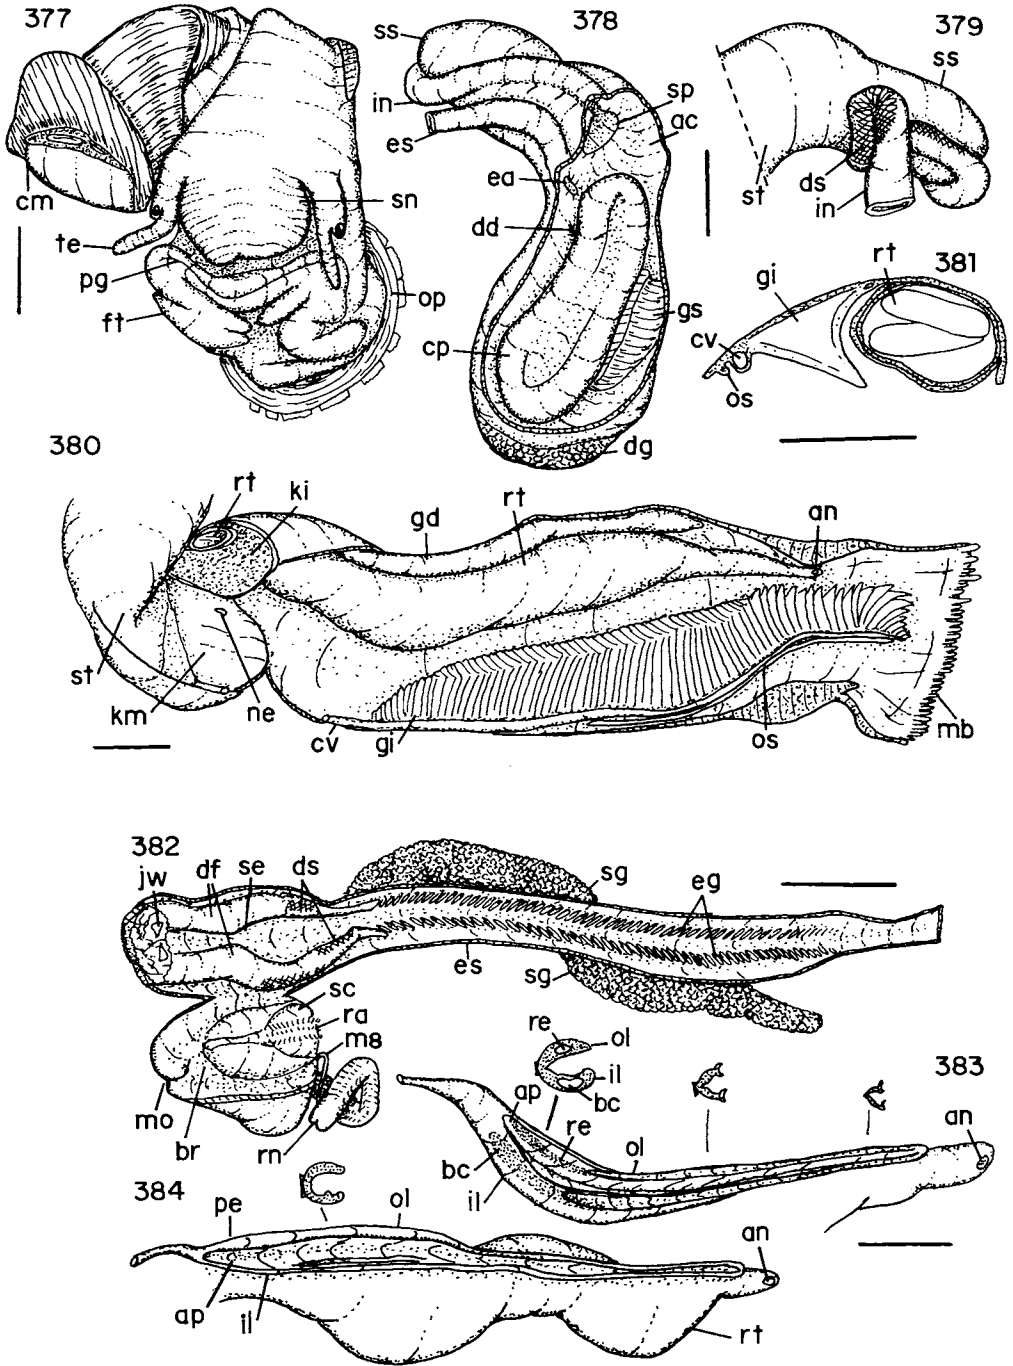 377
cm
te
pg
ft
sn
op
378
ss
in
es
ea
dd
cp
sp
ac
gs
dg
379
ss
st
ds
in
381
gi
rt
cv
os
380
rt
ki
gd
rt
an
st
km
ne
cv
gi
os
mb
382
jw
df
se
ds
sg
eg
es
sg
sc
ra
mg
mo
br
rn
383
re
ol
il
bc
ap
re
ol
bc
il
an
384
pe
ol
an
ap
il
rt